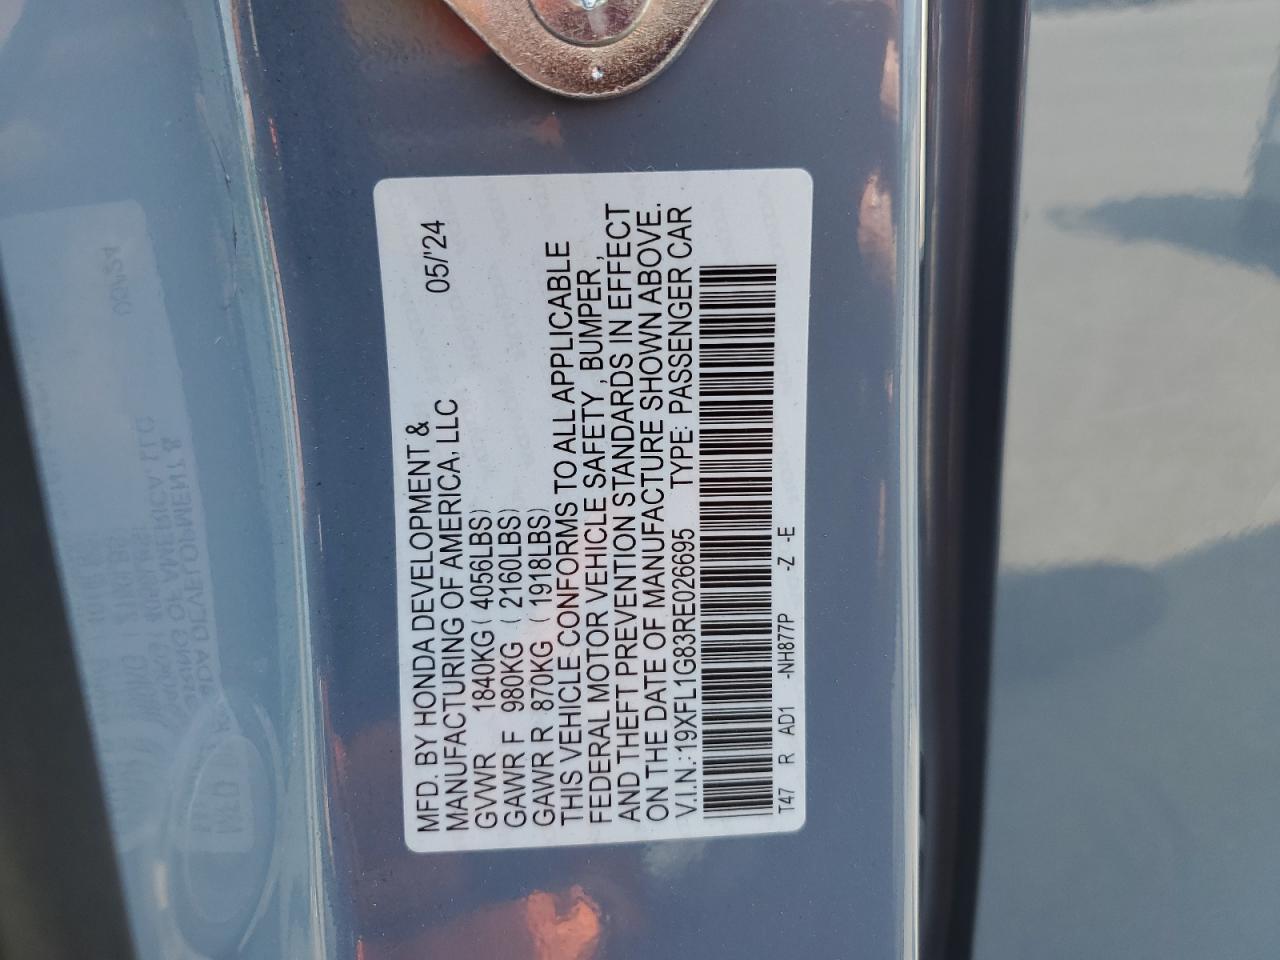 MFD. BY HONDA DEVELOPMENT &
MANUFACTURING OF AMERICA, LLC 05/'24
GVWR 1840KG ( 4056LBS)
GAWR F 980KG ( 2160LBS)
GAWR R 870KG ( 1918LBS)
THIS VEHICLE CONFORMS TO ALL APPLICABLE
FEDERAL MOTOR VEHICLE SAFETY, BUMPER,
AND THEFT PREVENTION STANDARDS IN EFFECT
ON THE DATE OF MANUFACTURE SHOWN ABOVE.
V.I.N.:19XFL1G83RE026695 TYPE: PASSENGER CAR
T47 R AD1 -NH877P -Z -E